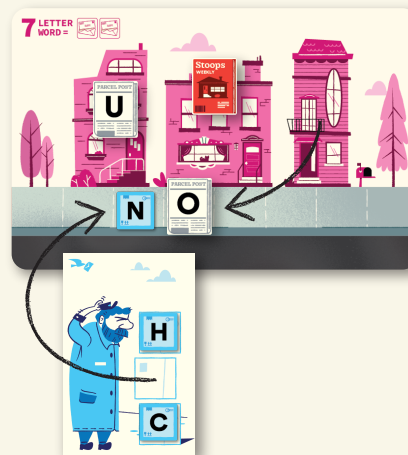 7 LETTER
WORD =
Stoops
WEEKLY
PARCEL POST
U
N
PARCEL POST
O
H
C